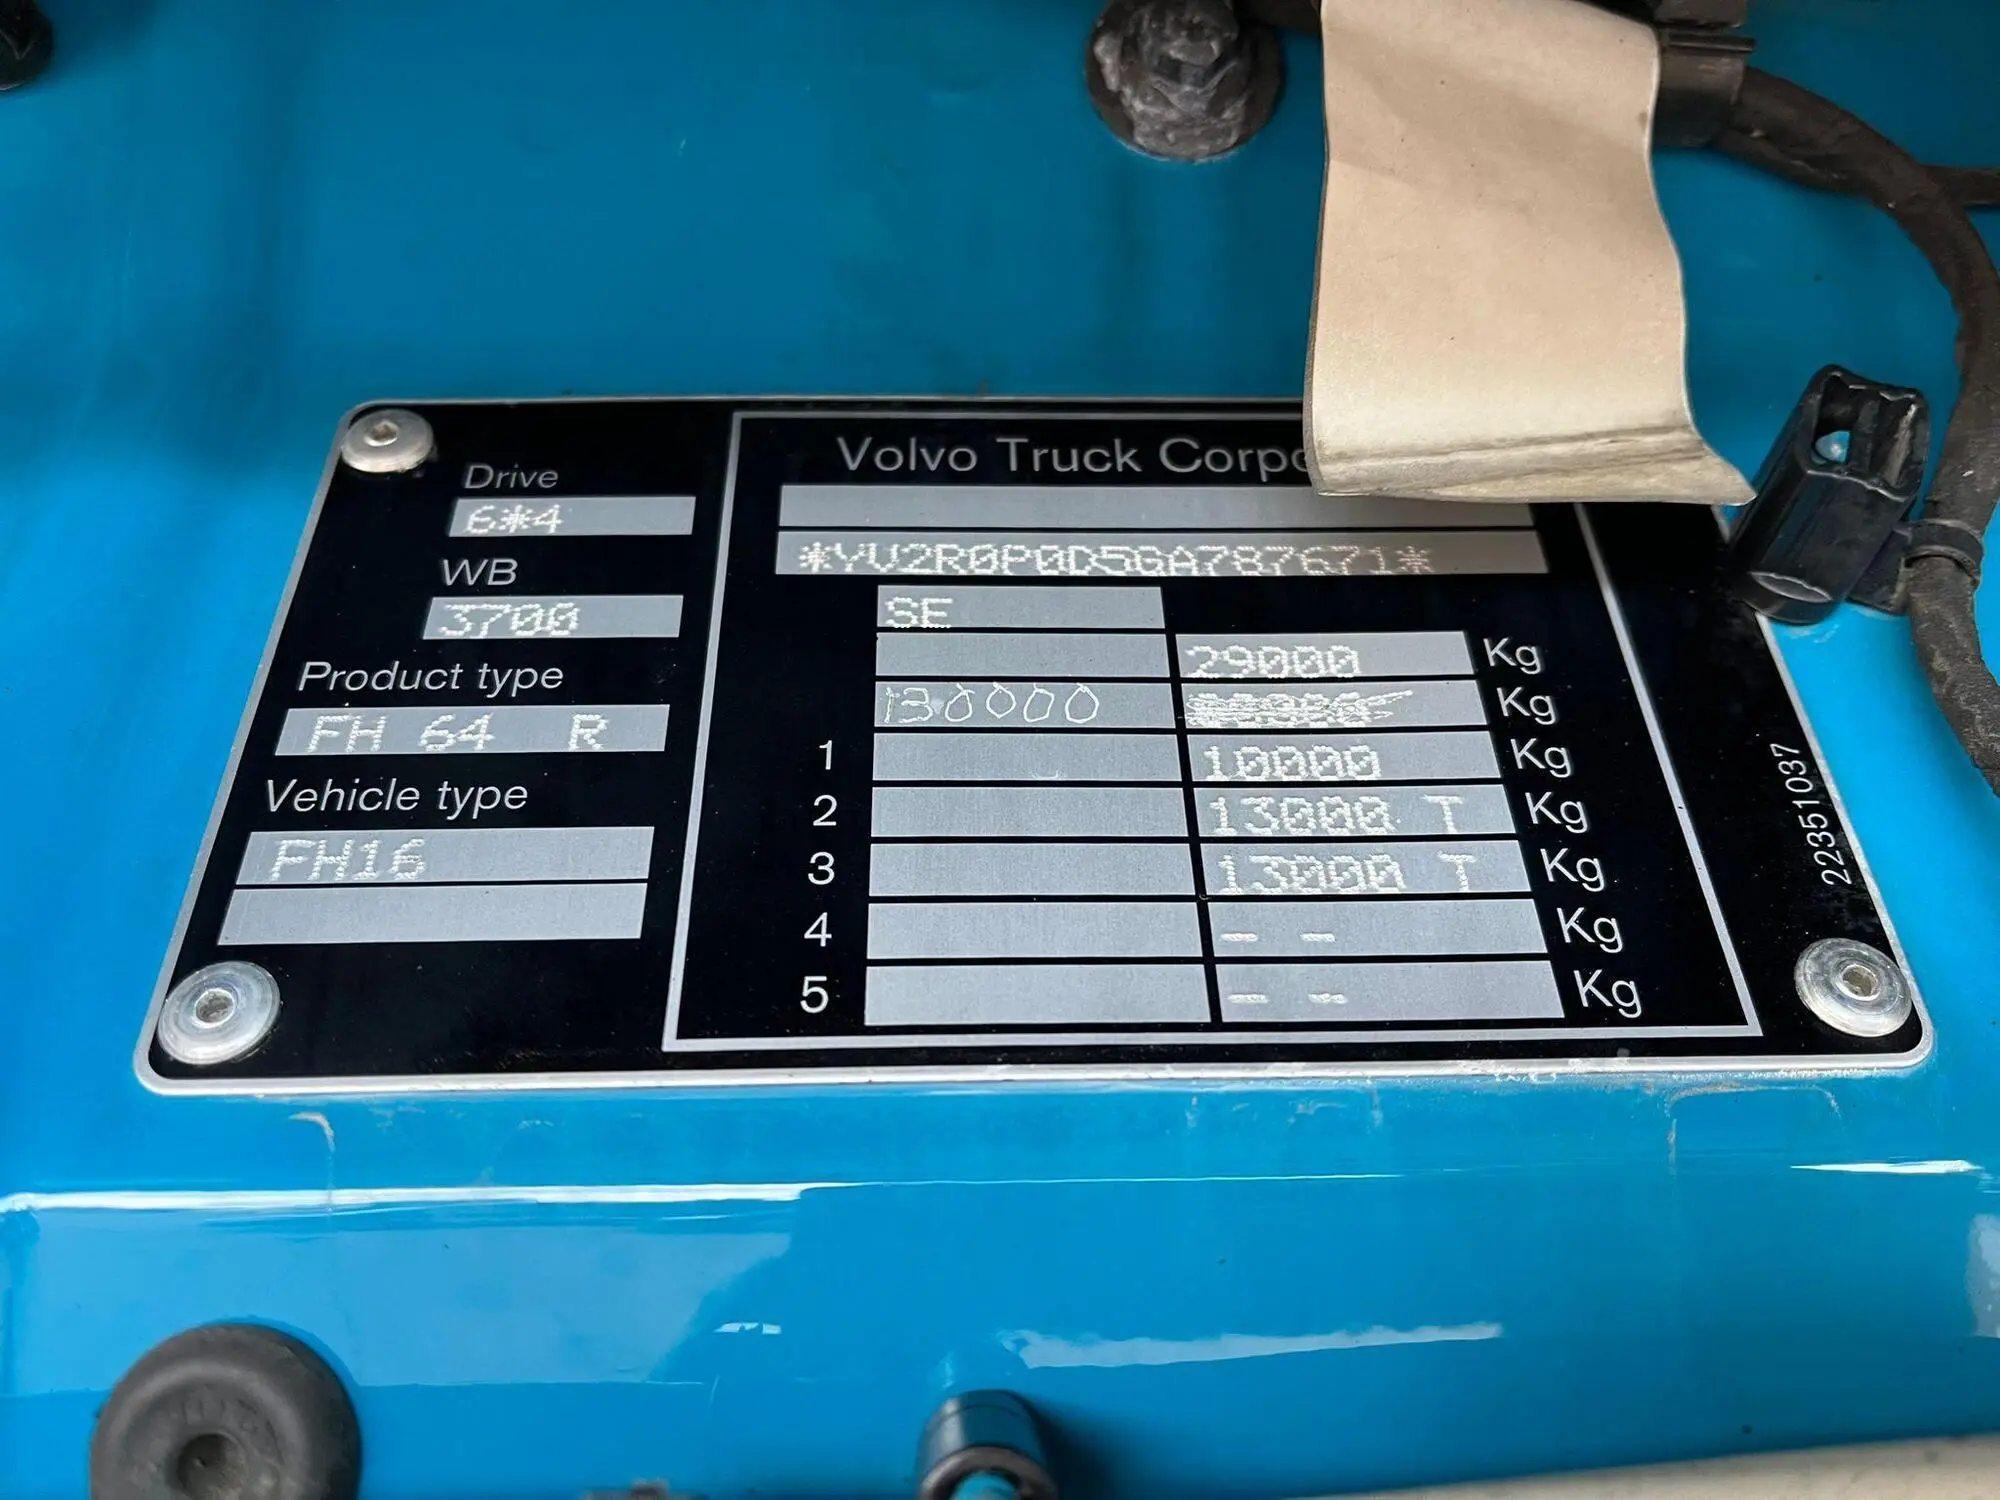 Drive
6*4
WB
3700
Product type
FH 64 R
Vehicle type
FH16
Volvo Truck
*YV2R0P0D5GA787671*
SE
29000 Kg
130000 Kg
1 10000 Kg
2 13000 T Kg
3 13000 T Kg
4 - - Kg
5 - - Kg
22351037